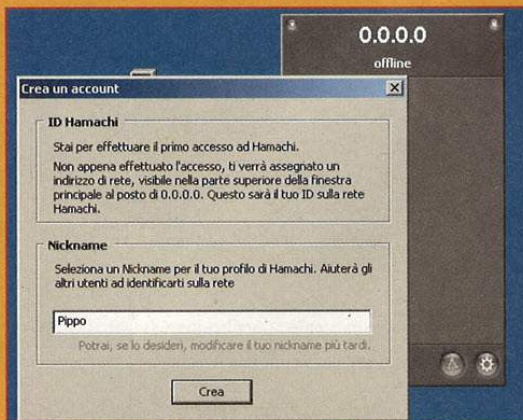 0.0.0.0
offline
Crea un account
ID Hamachi
Stai per effettuare il primo accesso ad Hamachi.
Non appena effettuato l'accesso, ti verrà assegnato un
indirizzo di rete, visibile nella parte superiore della finestra
principale al posto di 0.0.0.0. Questo sarà il tuo ID sulla rete
Hamachi.
Nickname
Seleziona un Nickname per il tuo profilo di Hamachi. Aiuterà gli
altri utenti ad identificarti sulla rete
Pippo
Potrai, se lo desideri, modificare il tuo nickname più tardi.
Crea